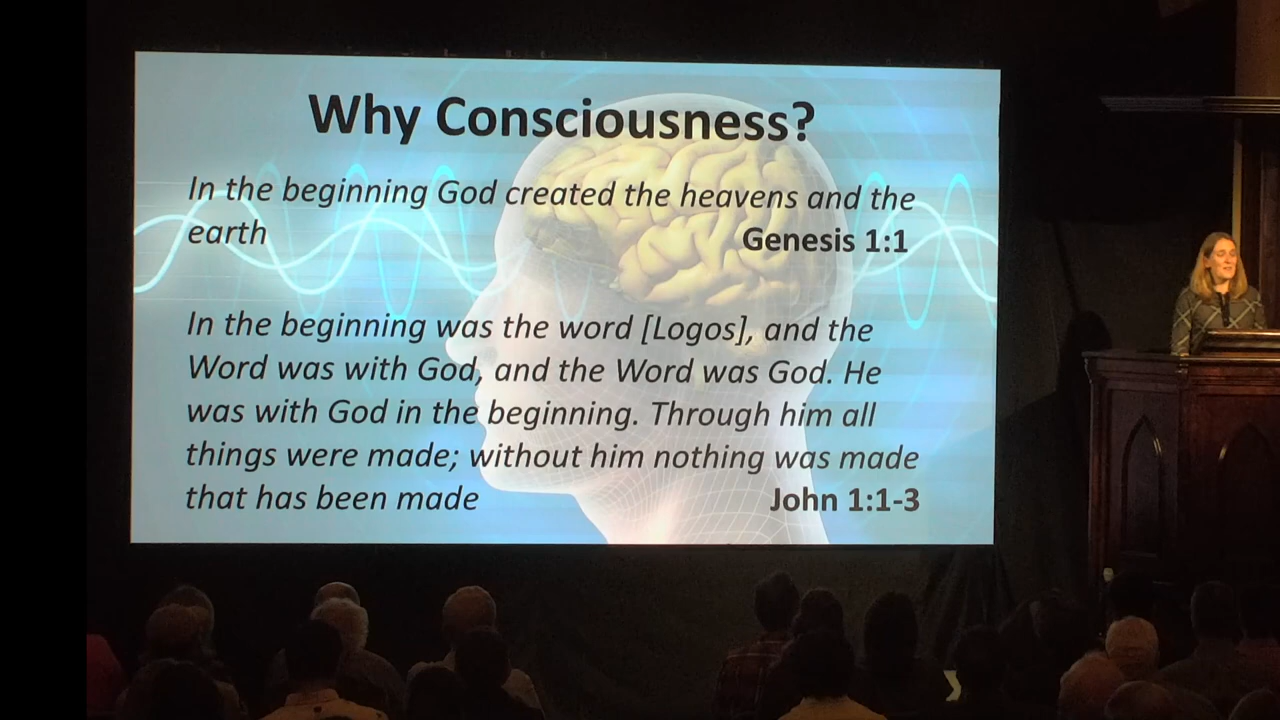 Why Consciousness?
In the beginning God created the heavens and the
earth Genesis 1:1
In the beginning was the word [Logos], and the
Word was with God, and the Word was God. He
was with God in the beginning. Through him all
things were made; without him nothing was made
that has been made John 1:1-3